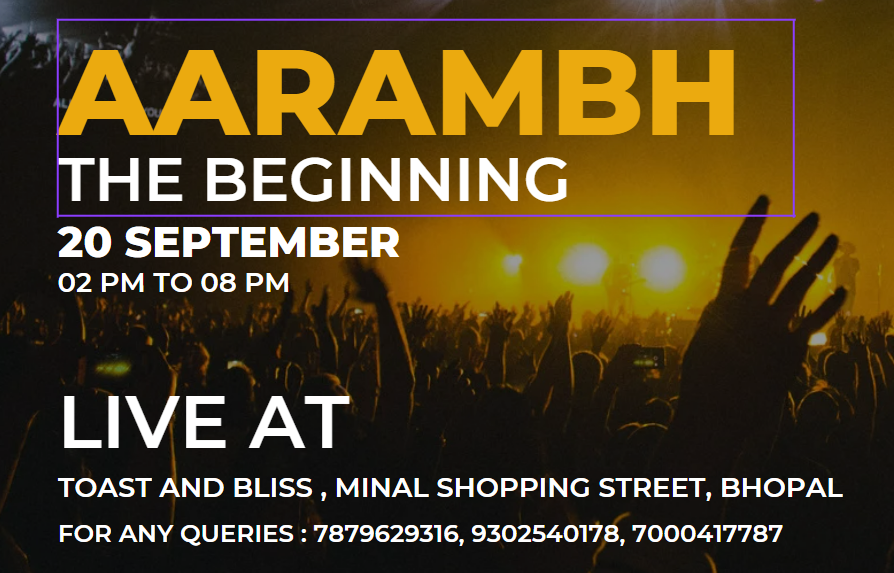 AARAMBH
THE BEGINNING
20 SEPTEMBER
02 PM TO 08 PM
LIVE AT
TOAST AND BLISS , MINAL SHOPPING STREET, BHOPAL
FOR ANY QUERIES : 7879629316, 9302540178, 7000417787